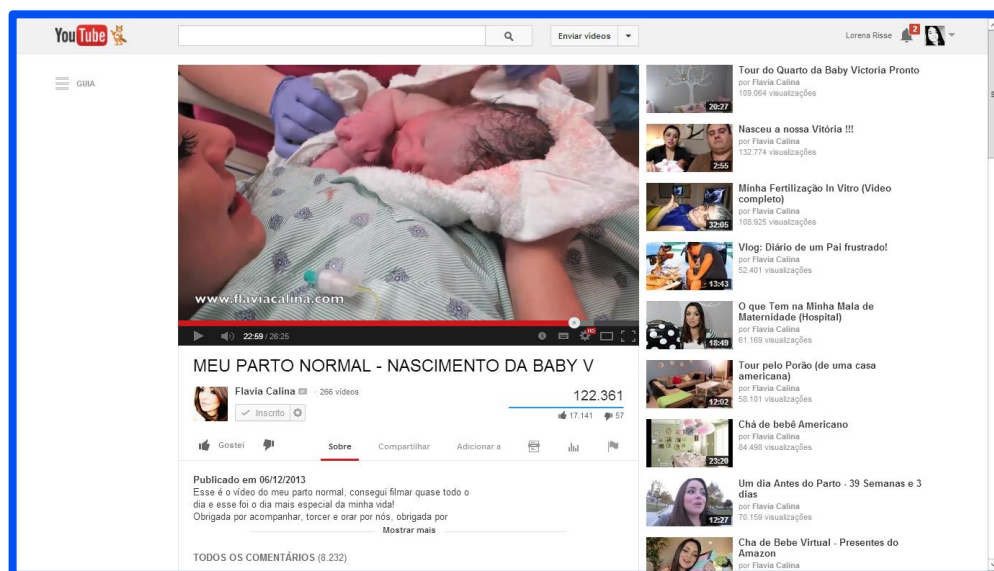 YouTube
Enviar vídeos
Lorena Risse
2
GUIA
www.flaviacalina.com
22:59 / 26:25
HD
MEU PARTO NORMAL - NASCIMENTO DA BABY V
Flavia Calina · 266 vídeos
Inscrito
122.361
17.141 57
Gostei
Sobre
Compartilhar
Adicionar a
Publicado em 06/12/2013
Esse é o vídeo do meu parto normal, consegui filmar quase todo o
dia e esse foi o dia mais especial da minha vida!
Obrigada por acompanhar, torcer e orar por nós, obrigada por
Mostrar mais
TODOS OS COMENTÁRIOS (8.232)
20:27
Tour do Quarto da Baby Victoria Pronto
por Flavia Calina
109.064 visualizações
2:55
Nasceu a nossa Vitória !!!
por Flavia Calina
132.774 visualizações
32:05
Minha Fertilização In Vitro (Video
completo)
por Flavia Calina
108.925 visualizações
13:43
Vlog: Diário de um Pai frustrado!
por Flavia Calina
52.401 visualizações
18:49
O que Tem na Minha Mala de
Maternidade (Hospital)
por Flavia Calina
61.169 visualizações
12:02
Tour pelo Porão (de uma casa
americana)
por Flavia Calina
58.101 visualizações
23:20
Chá de bebê Americano
por Flavia Calina
84.498 visualizações
12:27
Um dia Antes do Parto - 39 Semanas e 3
dias
por Flavia Calina
70.159 visualizações
Cha de Bebe Virtual - Presentes do
Amazon
por Flavia Calina